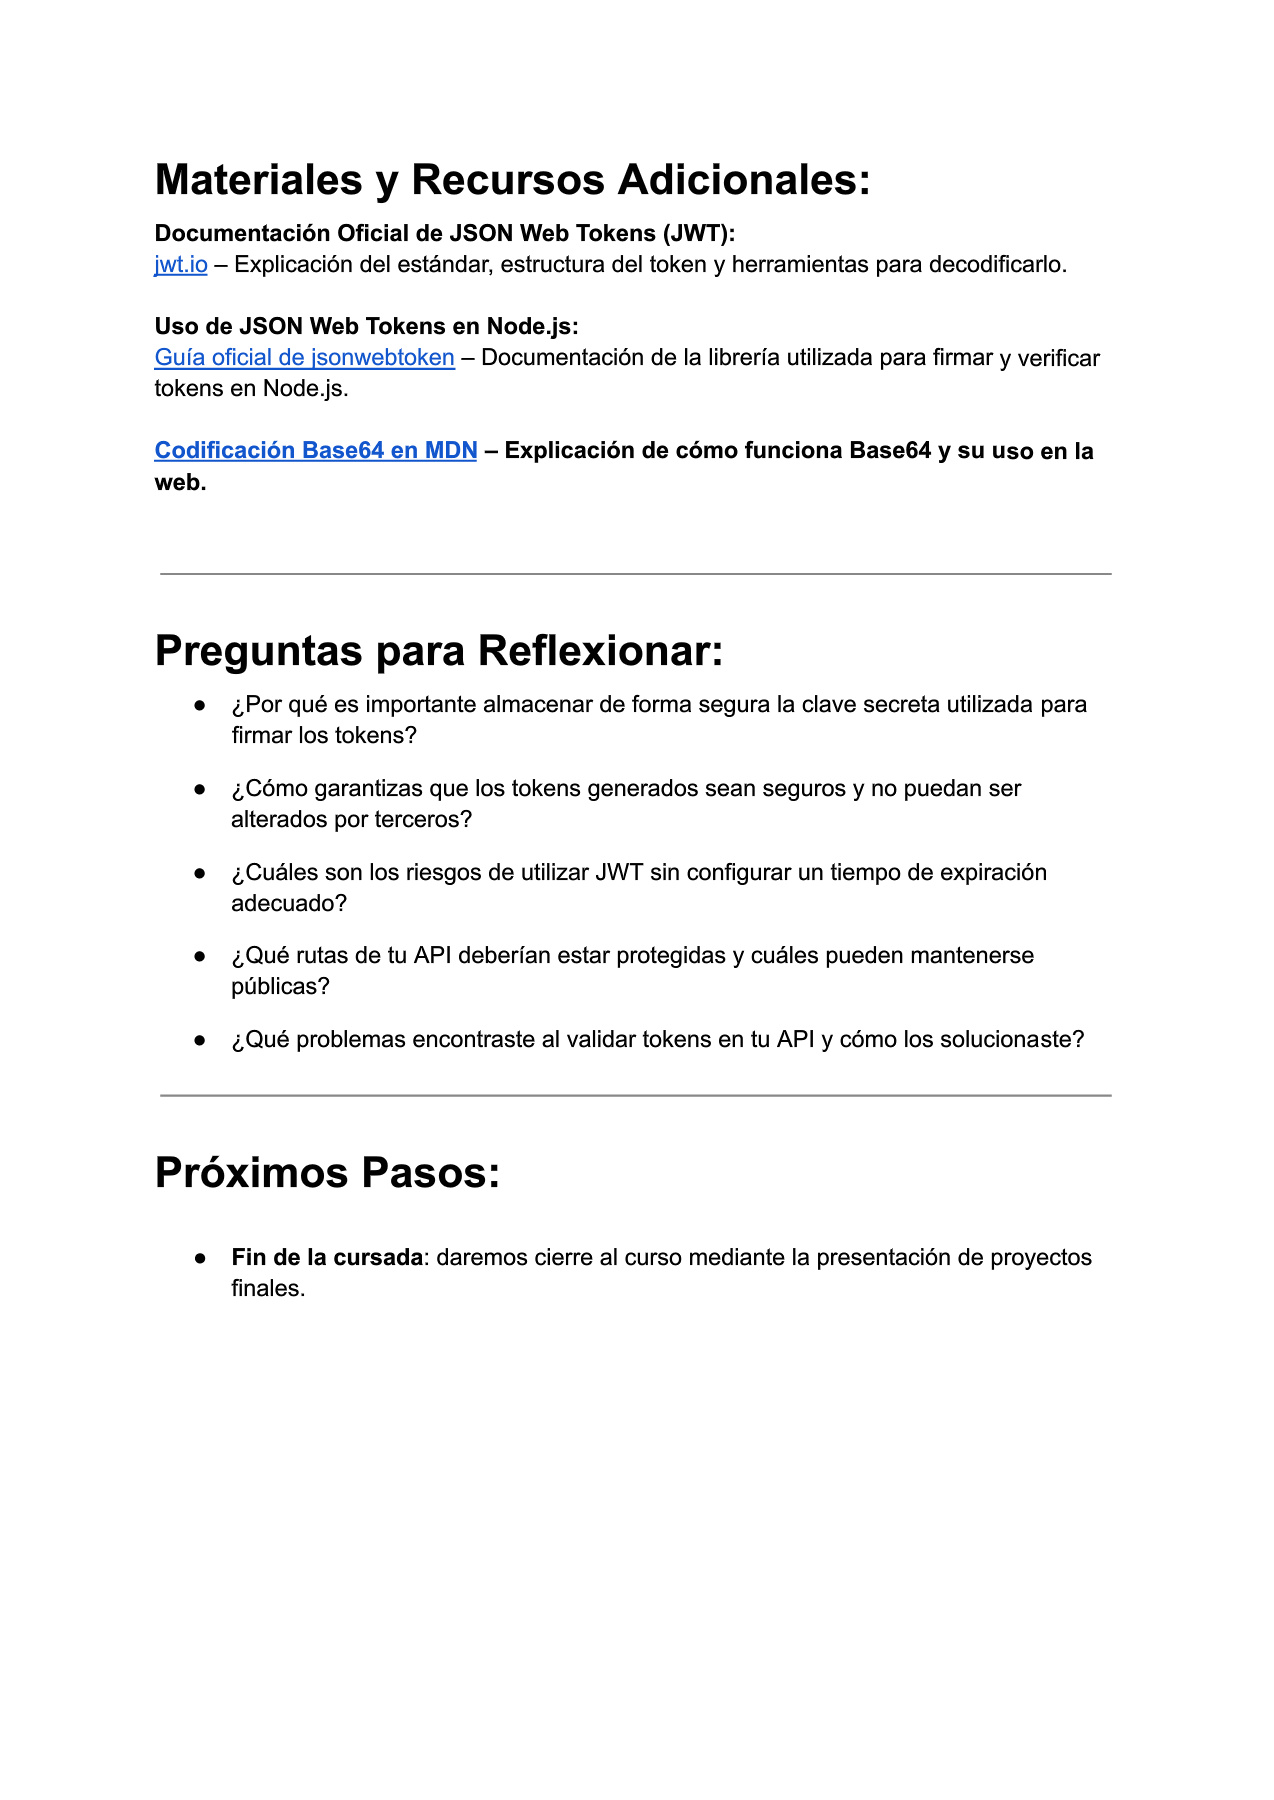 Materiales y Recursos Adicionales:
Documentación Oficial de JSON Web Tokens (JWT):
jwt.io – Explicación del estándar, estructura del token y herramientas para decodificarlo.
Uso de JSON Web Tokens en Node.js:
Guía oficial de jsonwebtoken – Documentación de la librería utilizada para firmar y verificar
tokens en Node.js.
Codificación Base64 en MDN – Explicación de cómo funciona Base64 y su uso en la
web.
Preguntas para Reflexionar:
● ¿Por qué es importante almacenar de forma segura la clave secreta utilizada para
firmar los tokens?
● ¿Cómo garantizas que los tokens generados sean seguros y no puedan ser
alterados por terceros?
● ¿Cuáles son los riesgos de utilizar JWT sin configurar un tiempo de expiración
adecuado?
● ¿Qué rutas de tu API deberían estar protegidas y cuáles pueden mantenerse
públicas?
● ¿Qué problemas encontraste al validar tokens en tu API y cómo los solucionaste?
Próximos Pasos:
● Fin de la cursada: daremos cierre al curso mediante la presentación de proyectos
finales.